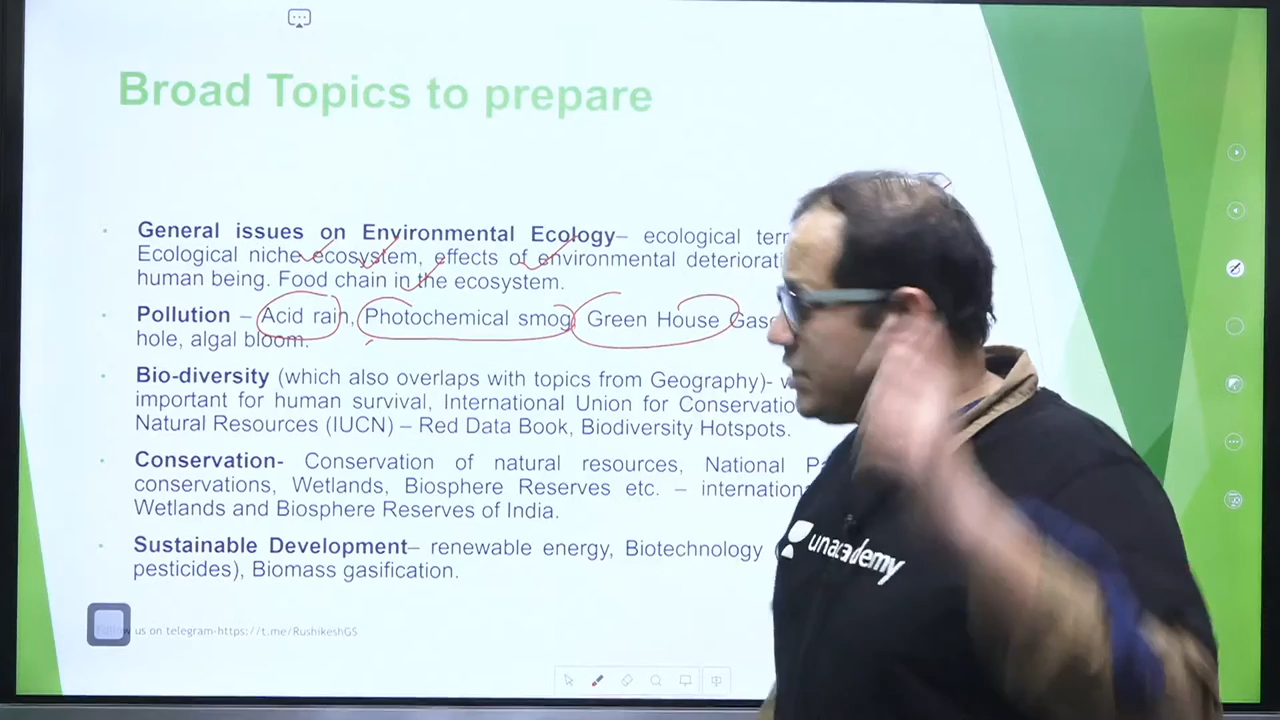 Broad Topics to prepare
General issues on Environmental Ecology– ecological
Ecological niche ecosystem, effects of environmental
human being. Food chain in the ecosystem.
Pollution – Acid rain, Photochemical smog, Green House
hole, algal bloom.
Bio-diversity (which also overlaps with topics from Geography)-
important for human survival, International Union for
Natural Resources (IUCN) – Red Data Book, Biodiversity Hotspots.
Conservation- Conservation of natural resources, National
conservations, Wetlands, Biosphere Reserves etc. –
Wetlands and Biosphere Reserves of India.
Sustainable Development– renewable energy, Biotechnology
pesticides), Biomass gasification.
us on telegram-https://t.me/RushikeshGS
unacademy